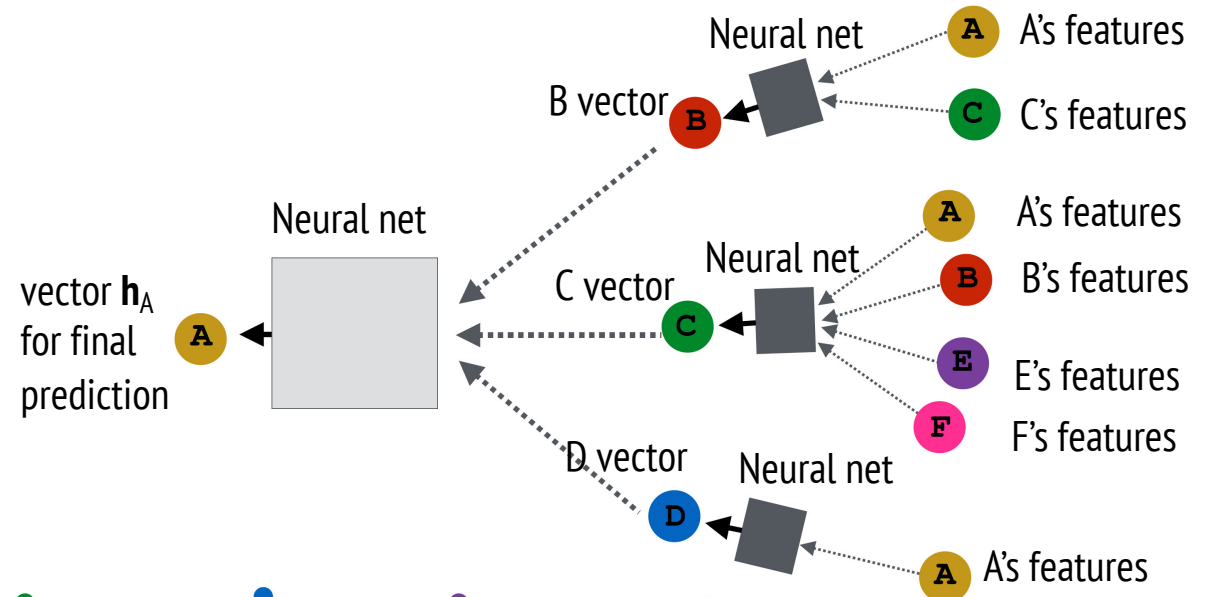 Neural net
A
A's features
B vector
B
C
C's features
Neural net
A
A's features
Neural net
B
B's features
vector hA
for final
prediction
A
C vector
C
E
E's features
F
F's features
D vector
Neural net
D
A
A's features